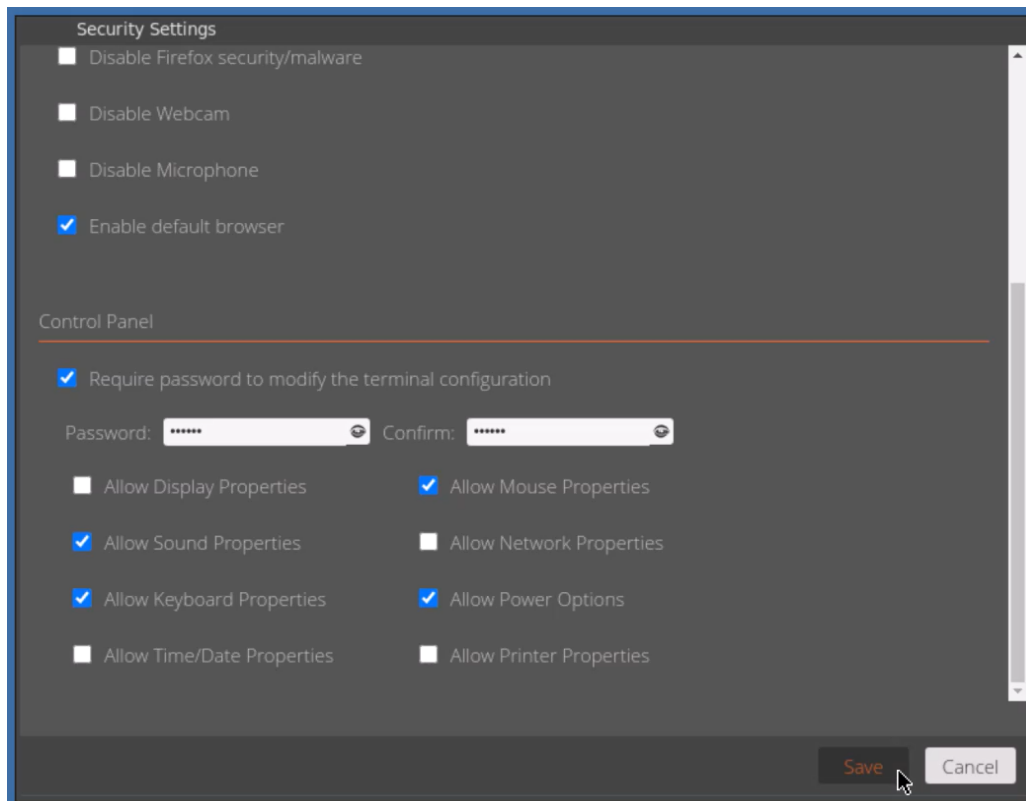 Security Settings
Disable Firefox security/malware
Disable Webcam
Disable Microphone
Enable default browser
Control Panel
Require password to modify the terminal configuration
Password: •••••• Confirm: ••••••
Allow Display Properties Allow Mouse Properties
Allow Sound Properties Allow Network Properties
Allow Keyboard Properties Allow Power Options
Allow Time/Date Properties Allow Printer Properties
Save Cancel